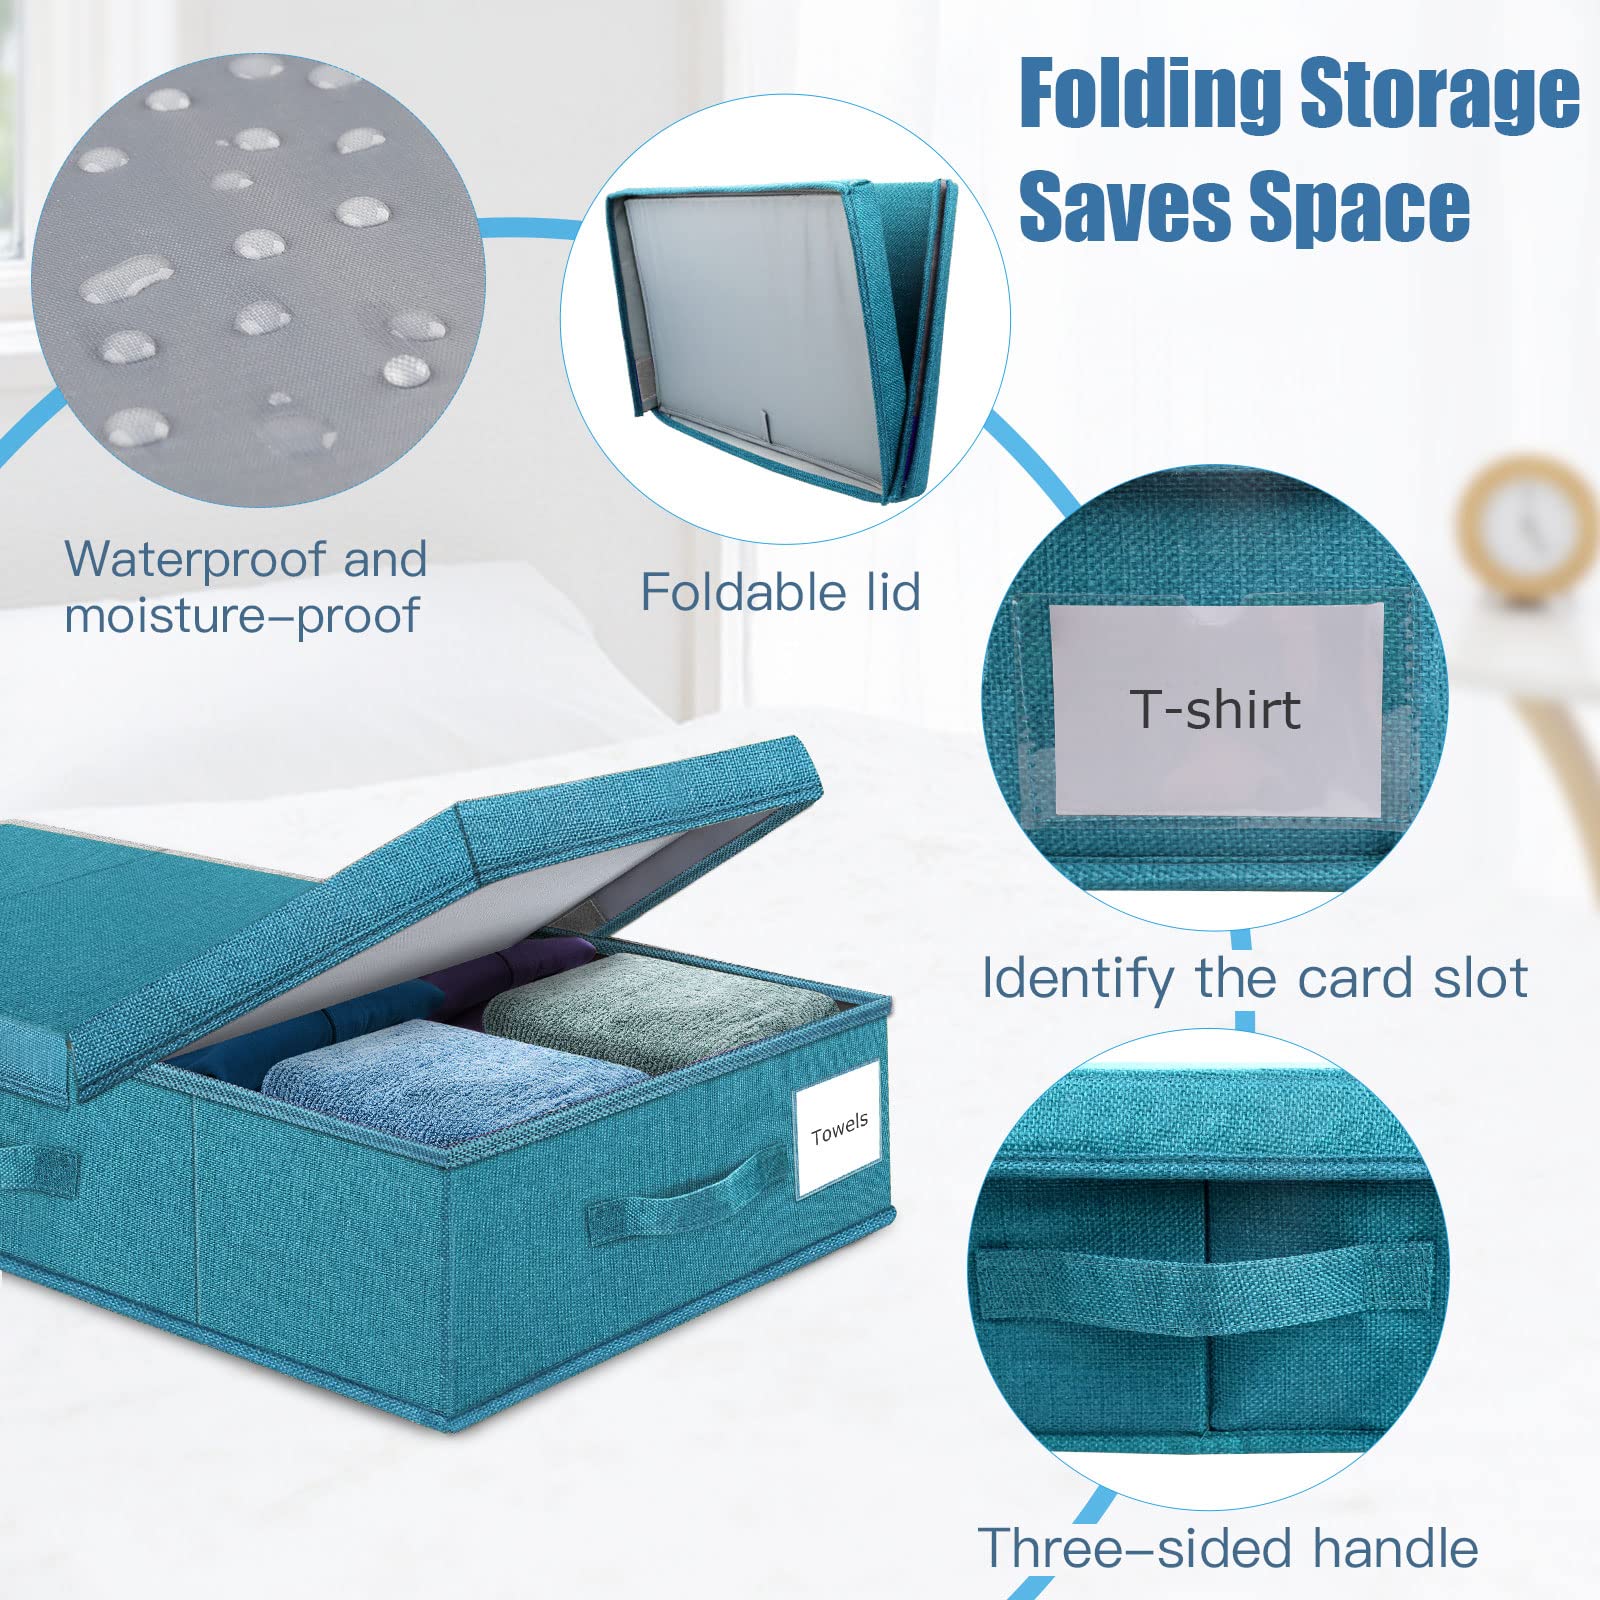 Folding Storage
Saves Space
Waterproof and
moisture-proof
Foldable lid
T-shirt
Identify the card slot
Towels
Three-sided handle